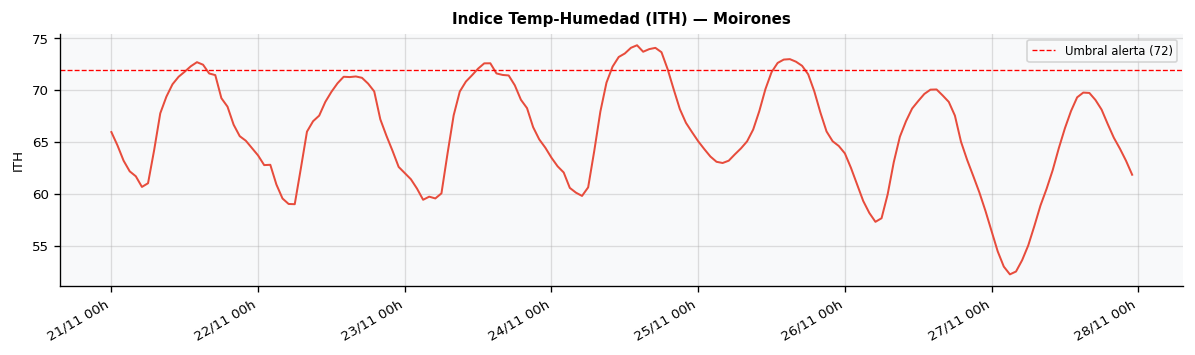 Indice Temp-Humedad (ITH) — Moirones
Umbral alerta (72)
ITH
75
70
65
60
55
21/11 00h
22/11 00h
23/11 00h
24/11 00h
25/11 00h
26/11 00h
27/11 00h
28/11 00h